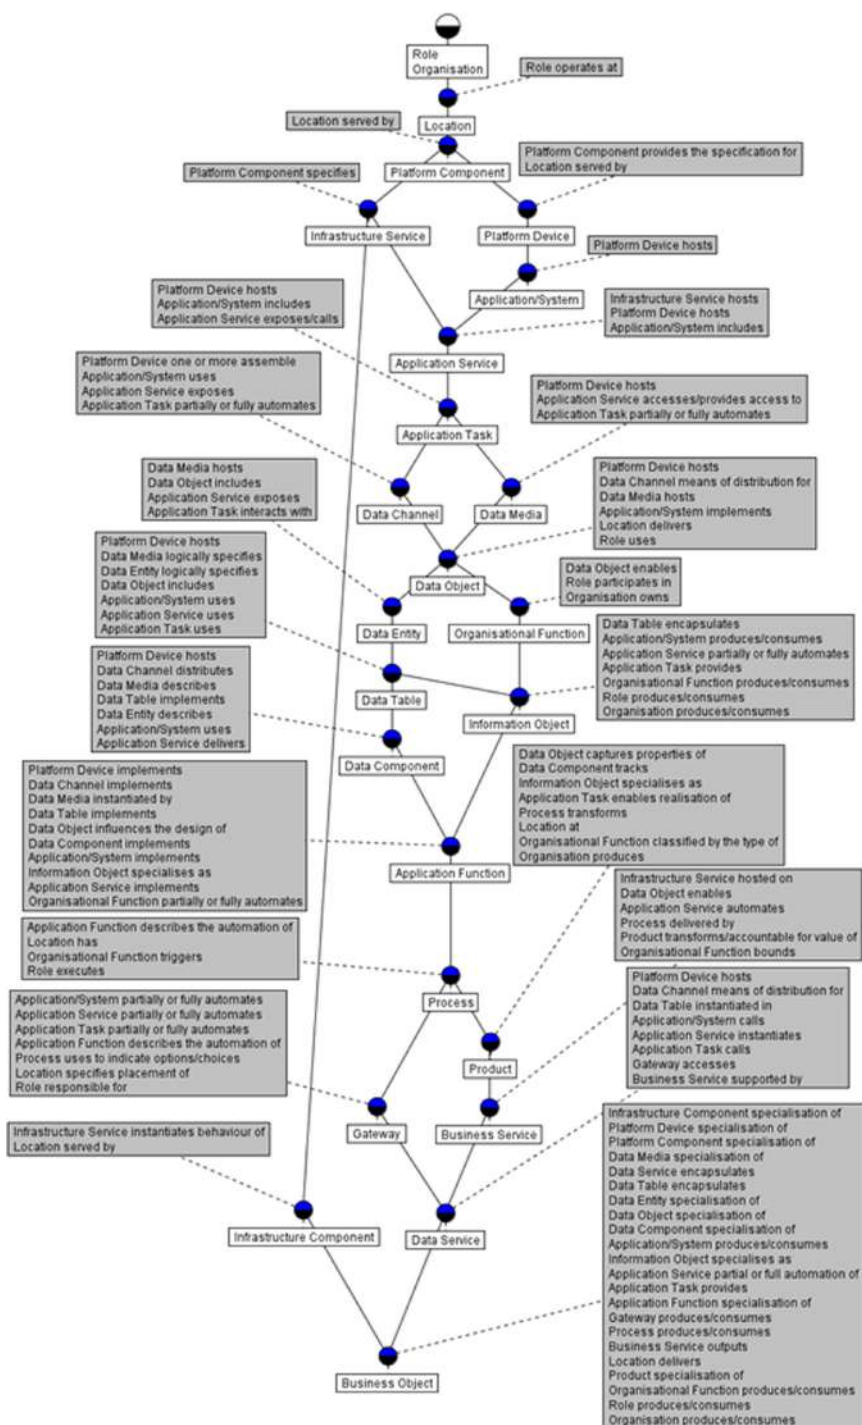 Role
Organisation
Role operates at
Location served by
Location
Platform Component specifies
Platform Component
Platform Component provides the specification for
Location served by
Infrastructure Service
Platform Device
Platform Device hosts
Platform Device hosts
Application/System includes
Application Service exposes/calls
Application/System
Infrastructure Service hosts
Platform Device hosts
Application/System includes
Platform Device one or more assemble
Application/System uses
Application Service exposes
Application Task partially or fully automates
Application Service
Platform Device hosts
Application Service accesses/provides access to
Application Task partially or fully automates
Application Task
Data Media hosts
Data Object includes
Application Service exposes
Application Task interacts with
Data Channel
Data Media
Platform Device hosts
Data Channel means of distribution for
Data Media hosts
Application/System implements
Location delivers
Role uses
Platform Device hosts
Data Media logically specifies
Data Entity logically specifies
Data Object includes
Application/System uses
Application Service uses
Application Task uses
Data Object
Data Object enables
Role participates in
Organisation owns
Data Entity
Organisational Function
Data Table encapsulates
Application/System produces/consumes
Application Service partially or fully automates
Application Task provides
Organisational Function produces/consumes
Role produces/consumes
Organisation produces/consumes
Platform Device hosts
Data Channel distributes
Data Media describes
Data Table implements
Data Entity describes
Application/System uses
Application Service delivers
Data Table
Information Object
Data Component
Data Object captures properties of
Data Component tracks
Information Object specialises as
Application Task enables realisation of
Process transforms
Location at
Organisational Function classified by the type of
Organisation produces
Platform Device implements
Data Channel implements
Data Media instantiated by
Data Table implements
Data Object influences the design of
Data Component implements
Application/System implements
Information Object specialises as
Application Service implements
Organisational Function partially or fully automates
Application Function
Infrastructure Service hosted on
Data Object enables
Application Service automates
Process delivered by
Product transforms/accountable for value of
Organisational Function bounds
Application Function describes the automation of
Location has
Organisational Function triggers
Role executes
Process
Platform Device hosts
Data Channel means of distribution for
Data Table instantiated in
Application/System calls
Application Service instantiates
Application Task calls
Gateway accesses
Business Service supported by
Application/System partially or fully automates
Application Service partially or fully automates
Application Task partially or fully automates
Application Function describes the automation of
Process uses to indicate options/choices
Location specifies placement of
Role responsible for
Product
Gateway
Business Service
Infrastructure Service instantiates behaviour of
Location served by
Infrastructure Component
Data Service
Infrastructure Component specialisation of
Platform Device specialisation of
Platform Component specialisation of
Data Media specialisation of
Data Service encapsulates
Data Table encapsulates
Data Entity specialisation of
Data Object specialisation of
Data Component specialisation of
Application/System produces/consumes
Information Object specialises as
Application Service partial or full automation of
Application Task provides
Application Function specialisation of
Gateway produces/consumes
Process produces/consumes
Business Service outputs
Location delivers
Product specialisation of
Organisational Function produces/consumes
Role produces/consumes
Organisation produces/consumes
Business Object